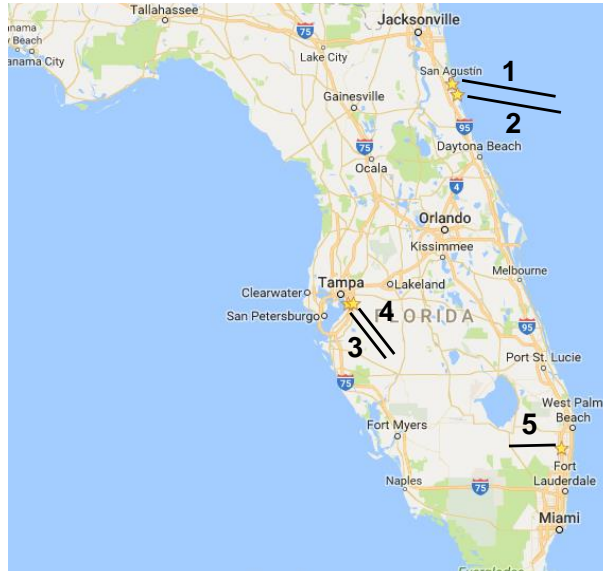 Tallahassee
Jacksonville
75
Lake City
anama
y Beach
Panama City
San Agustin
1
Gainesville
2
95
Daytona Beach
75
Ocala
4
Orlando
Kissimmee
Melbourne
Tampa
Lakeland
Clearwater
4
San Petersburgo
FLORIDA
95
3
Port St. Lucie
75
West Palm
Beach
5
Fort Myers
Fort
Lauderdale
Naples
75
Miami
Everglades